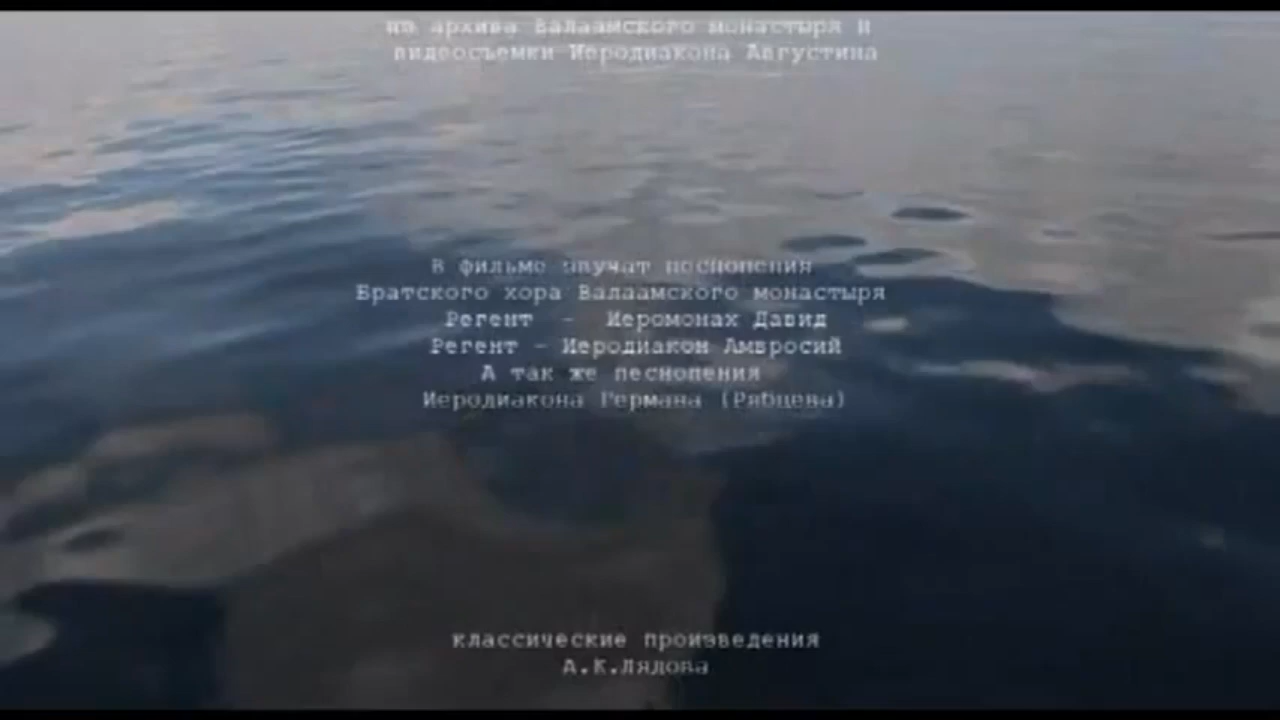 из архива Валаамского монастыря и
видеосъемки Иеродиакона Августина
В фильме звучат песнопения
Братского хора Валаамского монастыря
Регент - Иеромонах Давид
Регент - Иеродиакон Амвросий
А так же песнопения
Иеродиакона Германа (Рябцева)
классические произведения
А.К.Лядова